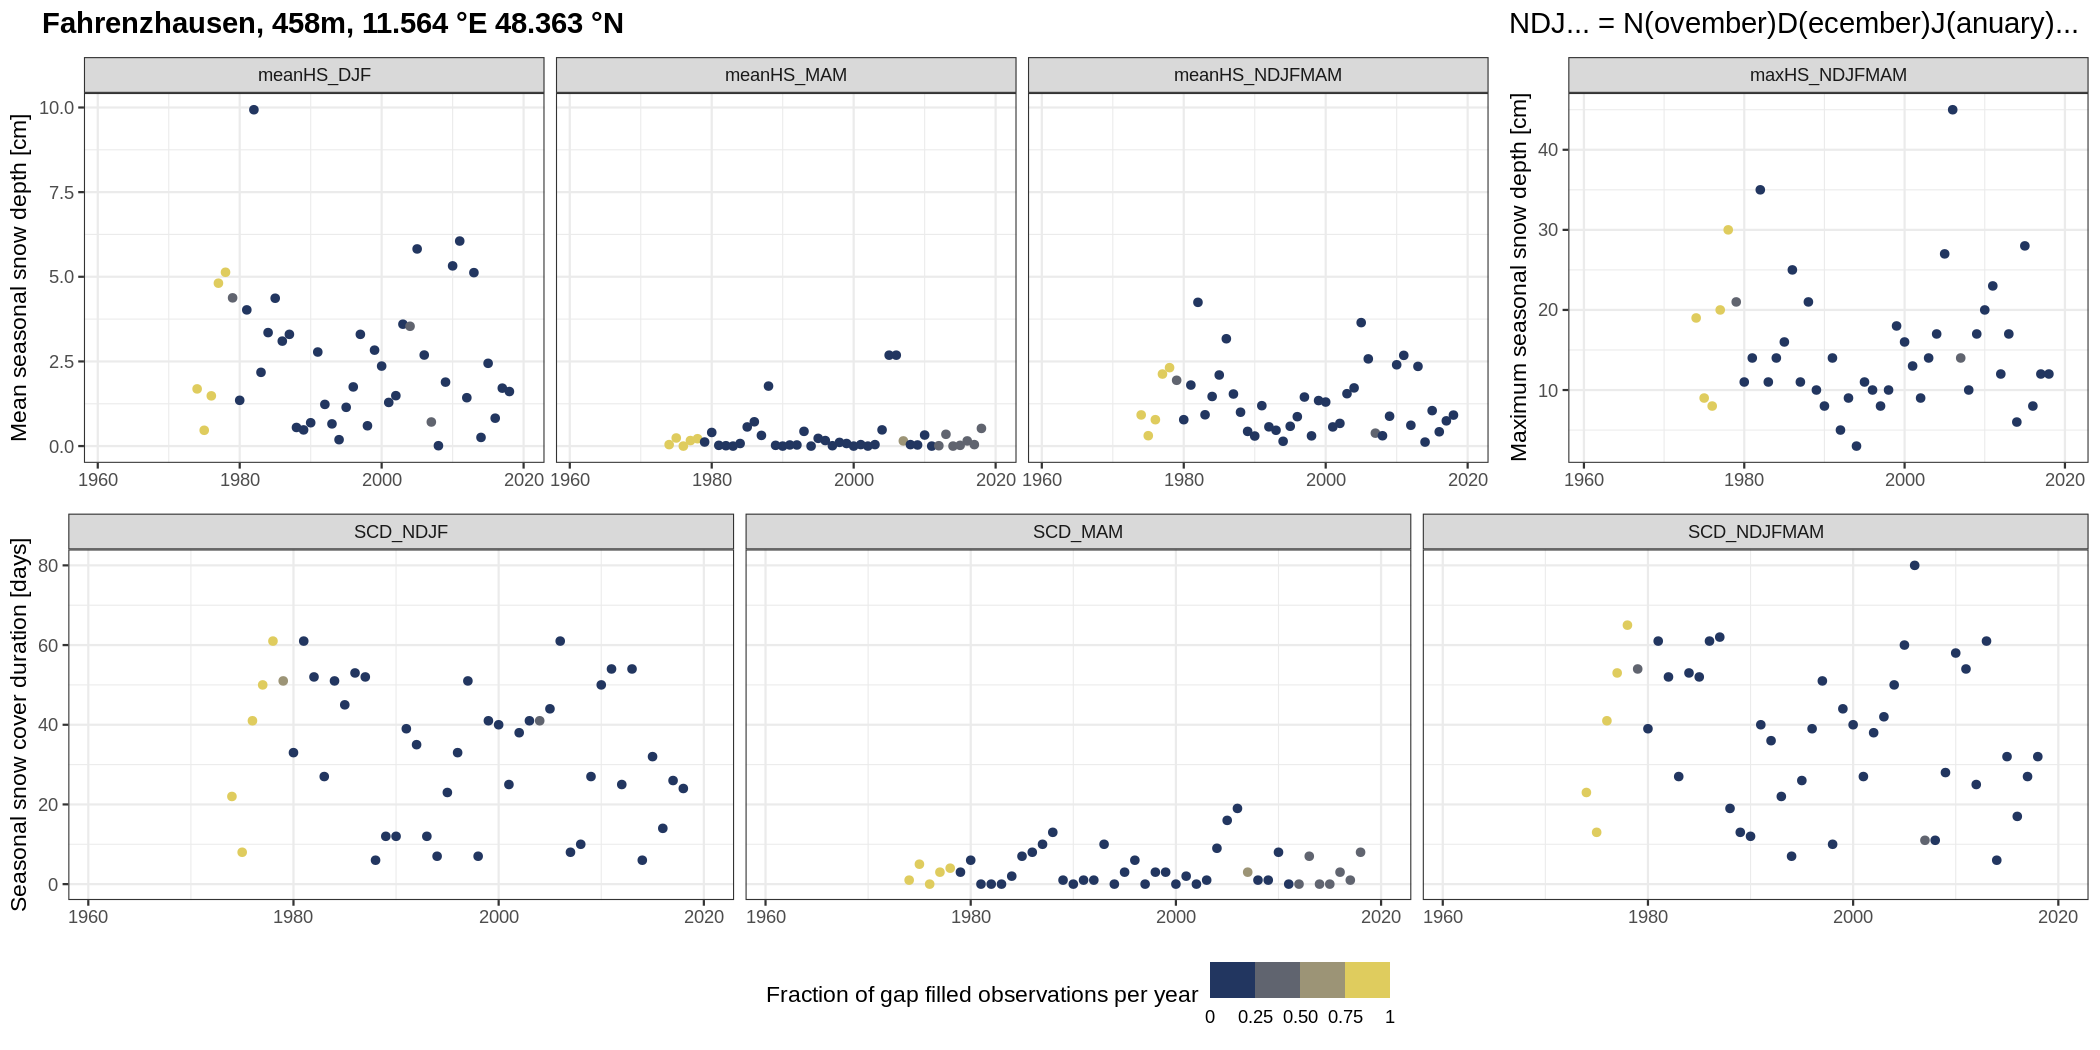 Fahrenzhausen, 458m, 11.564 °E 48.363 °N
NDJ... = N(ovember)D(ecember)J(anuary)...
meanHS_DJF
meanHS_MAM
meanHS_NDJFMAM
maxHS_NDJFMAM
Mean seasonal snow depth [cm]
10.0
7.5
5.0
2.5
0.0
1960 1980 2000 2020
1960 1980 2000 2020
1960 1980 2000 2020
Maximum seasonal snow depth [cm]
40
30
20
10
1960 1980 2000 2020
SCD_NDJF
SCD_MAM
SCD_NDJFMAM
Seasonal snow cover duration [days]
80
60
40
20
0
1960 1980 2000 2020
1960 1980 2000 2020
1960 1980 2000 2020
Fraction of gap filled observations per year
0 0.25 0.50 0.75 1